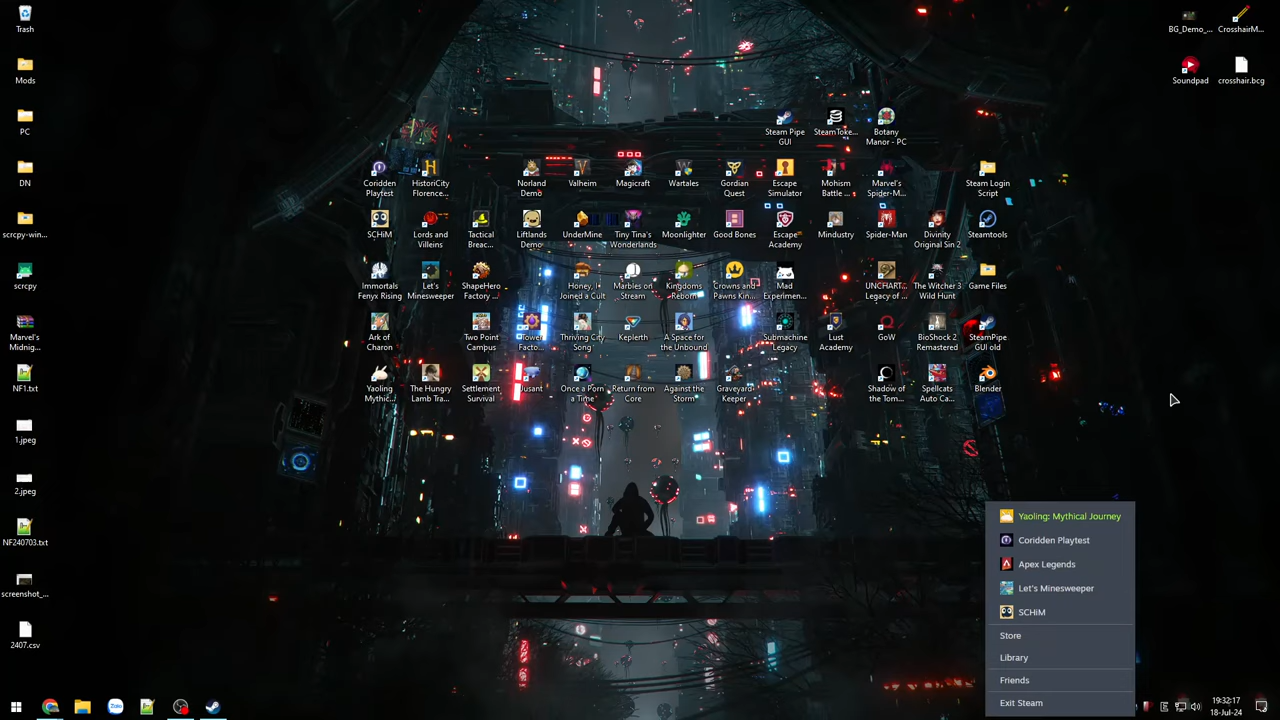 Trash
BG_Demo_...
CrosshairM...
Mods
Soundpad
crosshair.bcg
PC
Steam Pipe
GUI
SteamToke...
Botany
Manor - PC
DN
Coridden
Playtest
HistoriCity
Florence...
Norland
Demo
Valheim
Magicraft
Wartales
Gordian
Quest
Escape
Simulator
Mohism
Battle ...
Marvel's
Spider-M...
Steam Login
Script
scrcpy-win...
SCHiM
Lords and
Villeins
Tactical
Breac...
Liftlands
Demo
UnderMine
Tiny Tina's
Wonderlands
Moonlighter
Good Bones
Escape
Academy
Mindustry
Spider-Man
Divinity
Original Sin 2
Steamtools
scrcpy
Immortals
Fenyx Rising
Let's
Minesweeper
ShapeHero
Factory ...
Honey, I
Joined a Cult
Marbles on
Stream
Kingdoms
Reborn
Crowns and
Pawns Kin...
Mad
Experimen...
UNCHART...
Legacy of ...
The Witcher 3
Wild Hunt
Game Files
Marvel's
Midnig...
Ark of
Charon
Two Point
Campus
Tower
Facto...
Thriving City
Song
Kepleth
A Space for
the Unbound
Submachine
Legacy
Lust
Academy
GoW
BioShock 2
Remastered
SteamPipe
GUI old
NF1.txt
Yaoling
Mythic...
The Hungry
Lamb Tra...
Settlement
Survival
Jusant
Once a Porn
a Time
Return from
Core
Against the
Storm
Graveyard
Keeper
Shadow of
the Tom...
Spellcats
Auto Ca...
Blender
1.jpeg
2.jpeg
NF240703.txt
screenshot_...
2407.csv
Yaoling: Mythical Journey
Coridden Playtest
Apex Legends
Let's Minesweeper
SCHiM
Store
Library
Friends
Exit Steam
Zalo
19:32:17
18-Jul-24